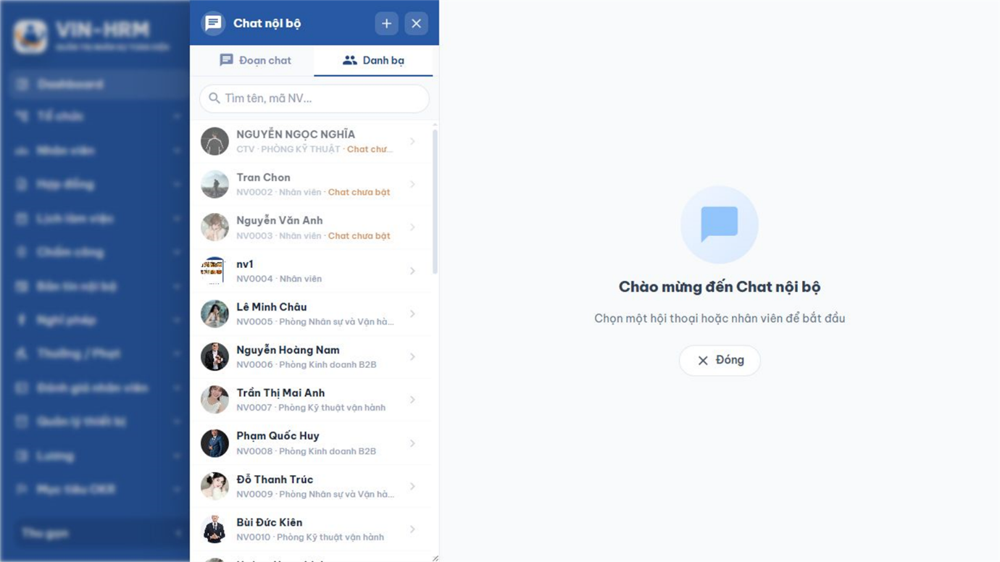 VIN-HRM
Dashboard
Tổ chức
Nhân viên
Hợp đồng
Lịch làm việc
Chấm công
Bản tin nội bộ
Nghỉ phép
Thưởng / Phạt
Đánh giá nhân viên
Quản lý thiết bị
Lương
Mục tiêu OKR
Thu gọn
Chat nội bộ
Đoạn chat
Danh bạ
Tìm tên, mã NV...
NGUYỄN NGỌC NGHĨA
CTV · PHÒNG KỸ THUẬT · Chat chư...
Tran Chon
NV0002 · Nhân viên · Chat chưa bật
Nguyễn Văn Anh
NV0003 · Nhân viên · Chat chưa bật
nv1
NV0004 · Nhân viên
Lê Minh Châu
NV0005 · Phòng Nhân sự và Vận hà...
Nguyễn Hoàng Nam
NV0006 · Phòng Kinh doanh B2B
Trần Thị Mai Anh
NV0007 · Phòng Kỹ thuật vận hành
Phạm Quốc Huy
NV0008 · Phòng Kinh doanh B2B
Đỗ Thanh Trúc
NV0009 · Phòng Nhân sự và Vận hà...
Bùi Đức Kiên
NV0010 · Phòng Kỹ thuật vận hành
Chào mừng đến Chat nội bộ
Chọn một hội thoại hoặc nhân viên để bắt đầu
Đóng